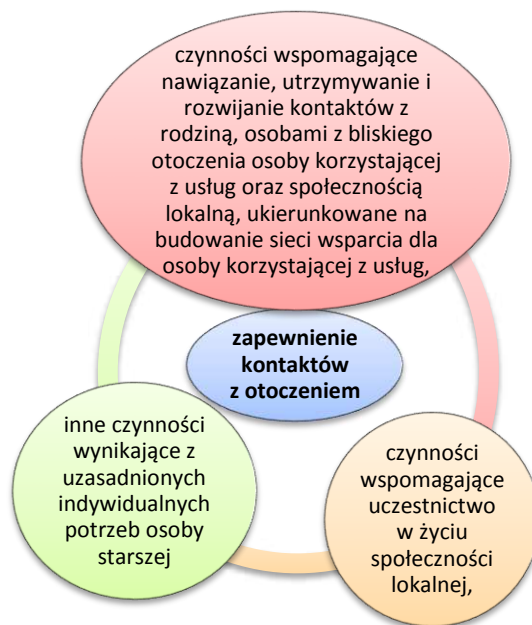 czynności wspomagające
nawiązanie, utrzymywanie i
rozwijanie kontaktów z
rodziną, osobami z bliskiego
otoczenia osoby korzystającej
z usług oraz społecznością
lokalną, ukierunkowane na
budowanie sieci wsparcia dla
osoby korzystającej z usług,
zapewnienie
kontaktów
z otoczeniem
inne czynności
wynikające z
uzasadnionych
indywidualnych
potrzeb osoby
starszej
czynności
wspomagające
uczestnictwo
w życiu
społeczności
lokalnej,